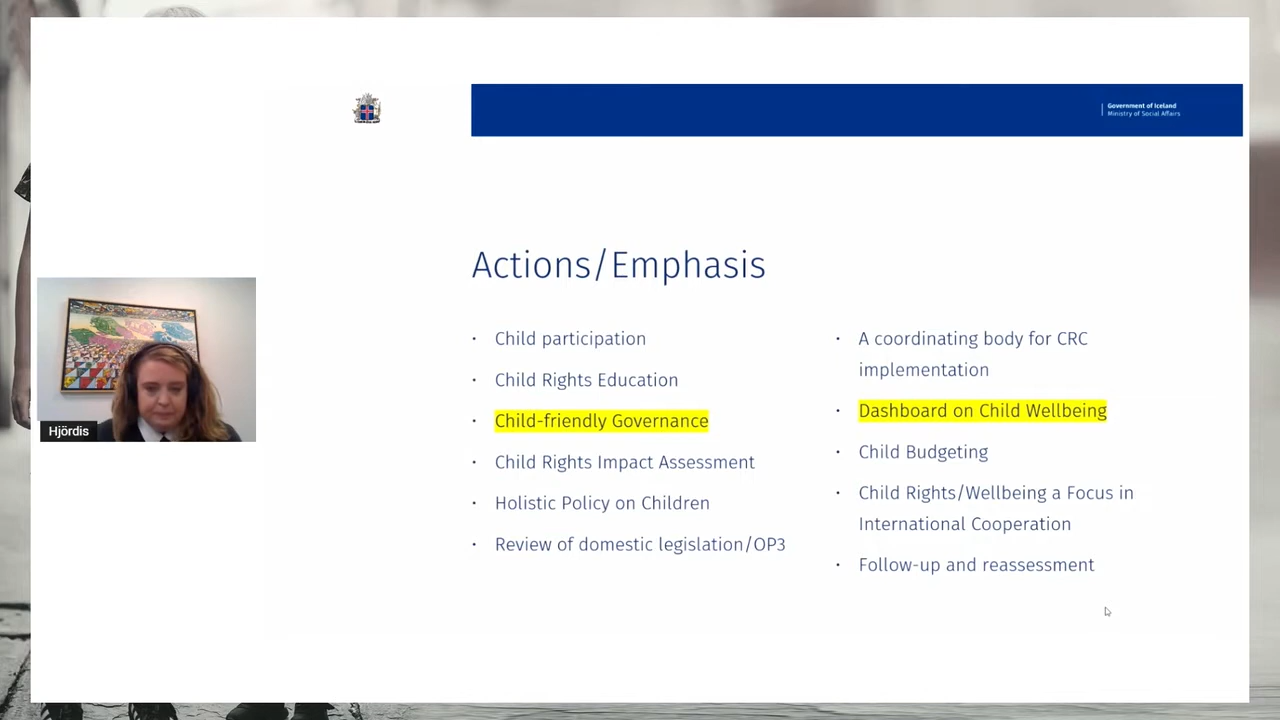 Government of Iceland
Ministry of Social Affairs
Actions/Emphasis
• Child participation
• Child Rights Education
• Child-friendly Governance
• Child Rights Impact Assessment
• Holistic Policy on Children
• Review of domestic legislation/OP3
• A coordinating body for CRC
implementation
• Dashboard on Child Wellbeing
• Child Budgeting
• Child Rights/Wellbeing a Focus in
International Cooperation
• Follow-up and reassessment
Hjördis